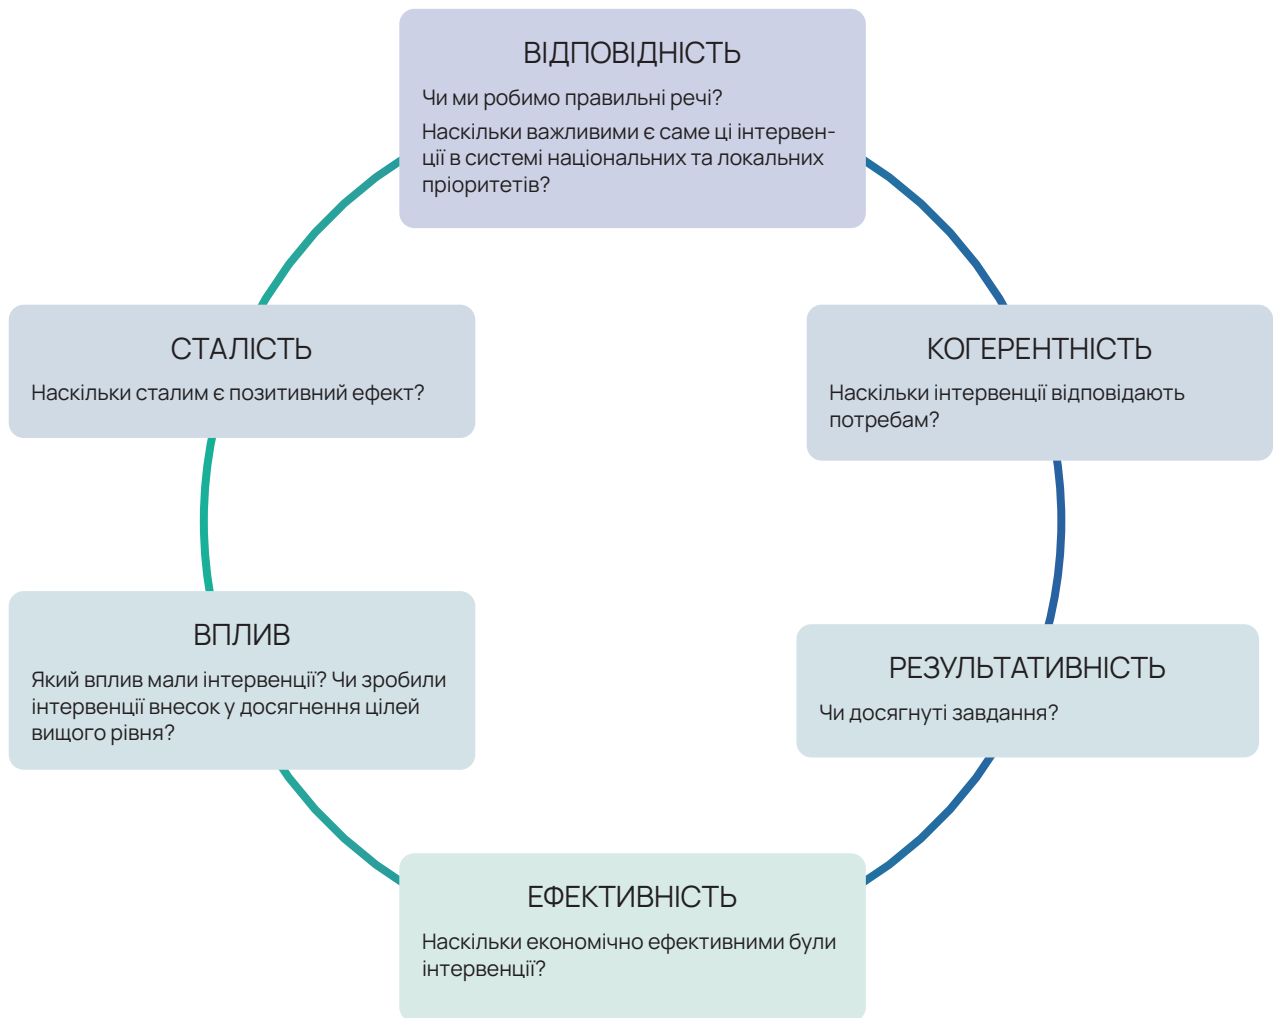 ВІДПОВІДНІСТЬ
Чи ми робимо правильні речі?
Наскільки важливими є саме ці інтервен-
ції в системі національних та локальних
пріоритетів?
КОГЕРЕНТНІСТЬ
Наскільки інтервенції відповідають
потребам?
РЕЗУЛЬТАТИВНІСТЬ
Чи досягнуті завдання?
ЕФЕКТИВНІСТЬ
Наскільки економічно ефективними були
інтервенції?
ВПЛИВ
Який вплив мали інтервенції? Чи зробили
інтервенції внесок у досягнення цілей
вищого рівня?
СТАЛІСТЬ
Наскільки сталим є позитивний ефект?